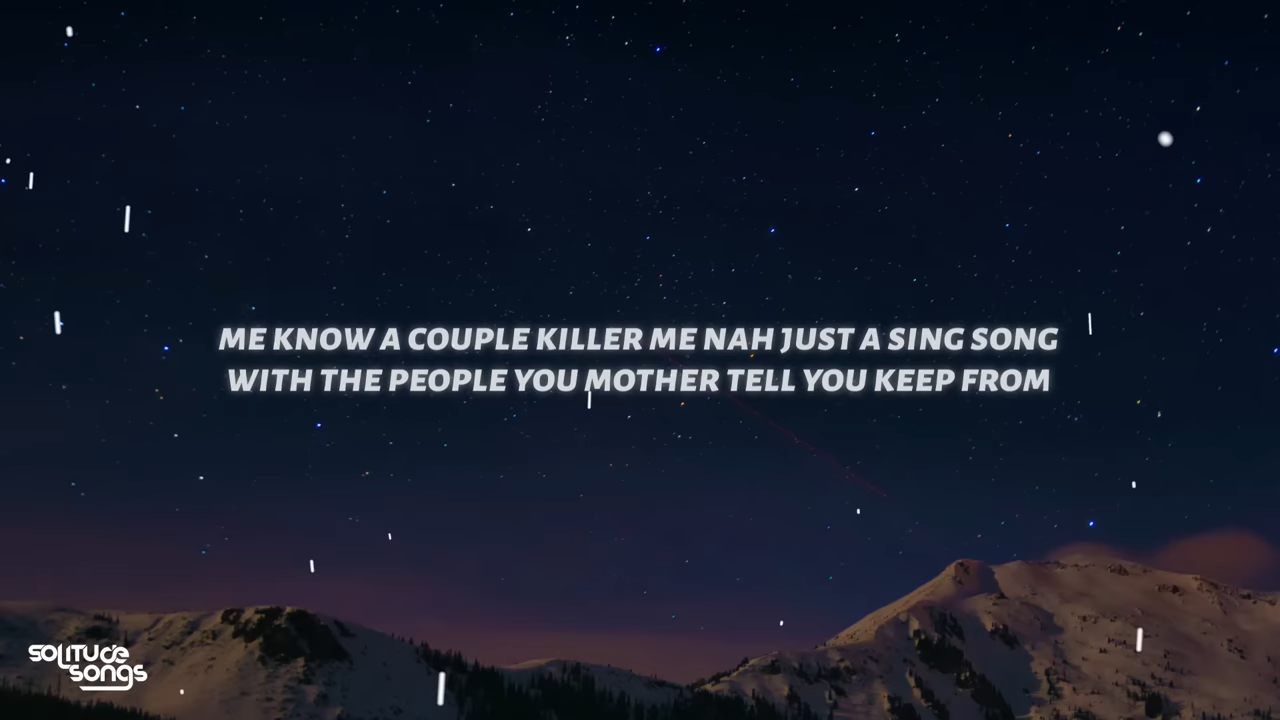 ME KNOW A COUPLE KILLER ME NAH JUST A SING SONG
WITH THE PEOPLE YOU MOTHER TELL YOU KEEP FROM
solitude
songs